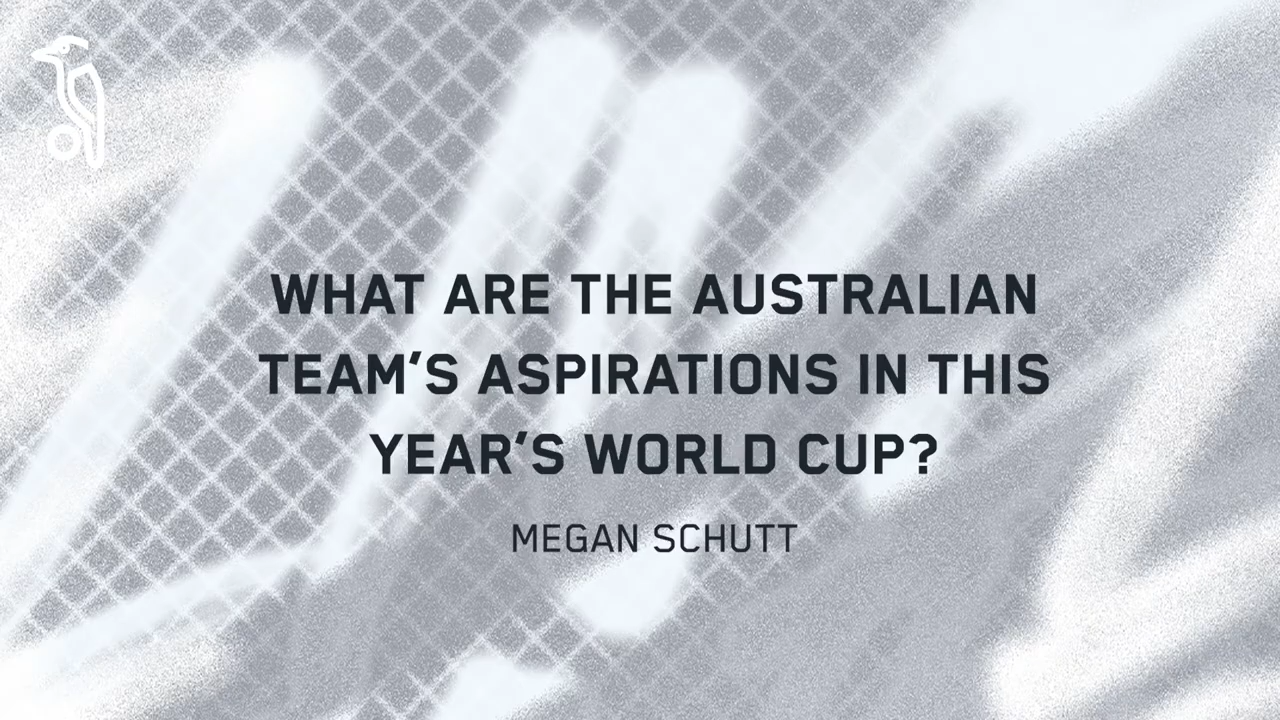 WHAT ARE THE AUSTRALIAN
TEAM’S ASPIRATIONS IN THIS
YEAR’S WORLD CUP?
MEGAN SCHUTT